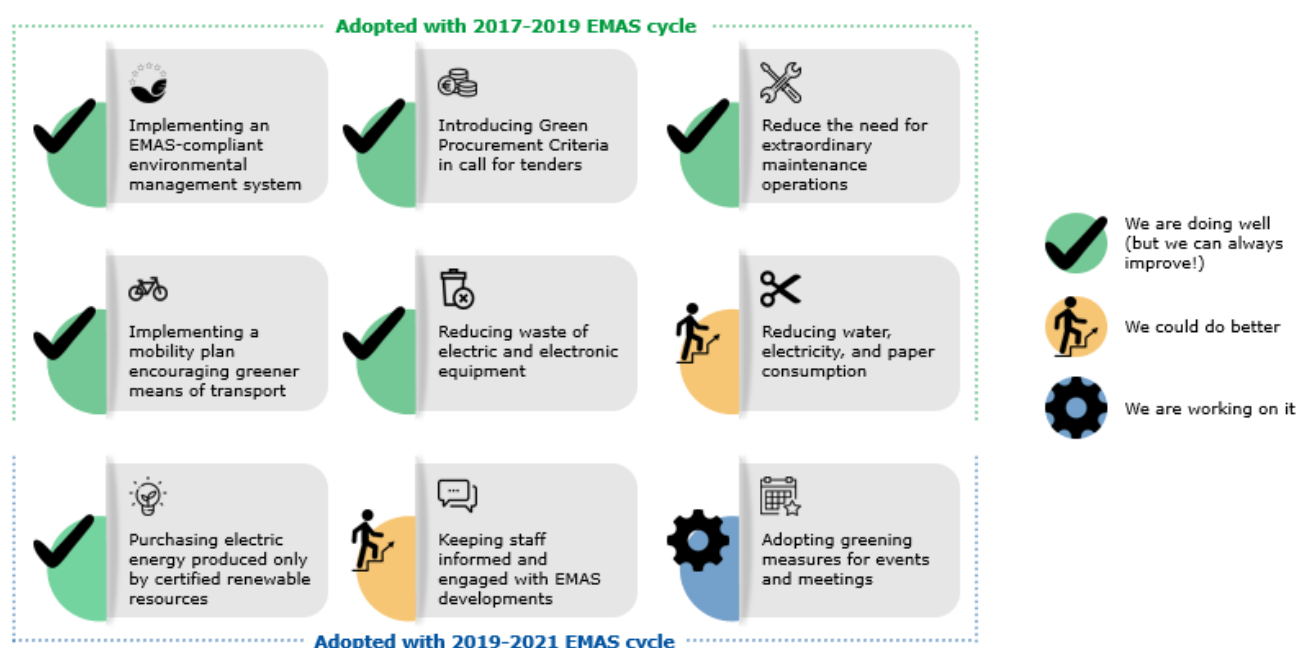 Adopted with 2017-2019 EMAS cycle
Implementing an
EMAS-compliant
environmental
management system
Introducing Green
Procurement Criteria
in call for tenders
Reduce the need for
extraordinary
maintenance
operations
Implementing a
mobility plan
encouraging greener
means of transport
Reducing waste of
electric and electronic
equipment
Reducing water,
electricity, and paper
consumption
Purchasing electric
energy produced only
by certified renewable
resources
Keeping staff
informed and
engaged with EMAS
developments
Adopting greening
measures for events
and meetings
Adopted with 2019-2021 EMAS cycle
We are doing well
(but we can always
improve!)
We could do better
We are working on it